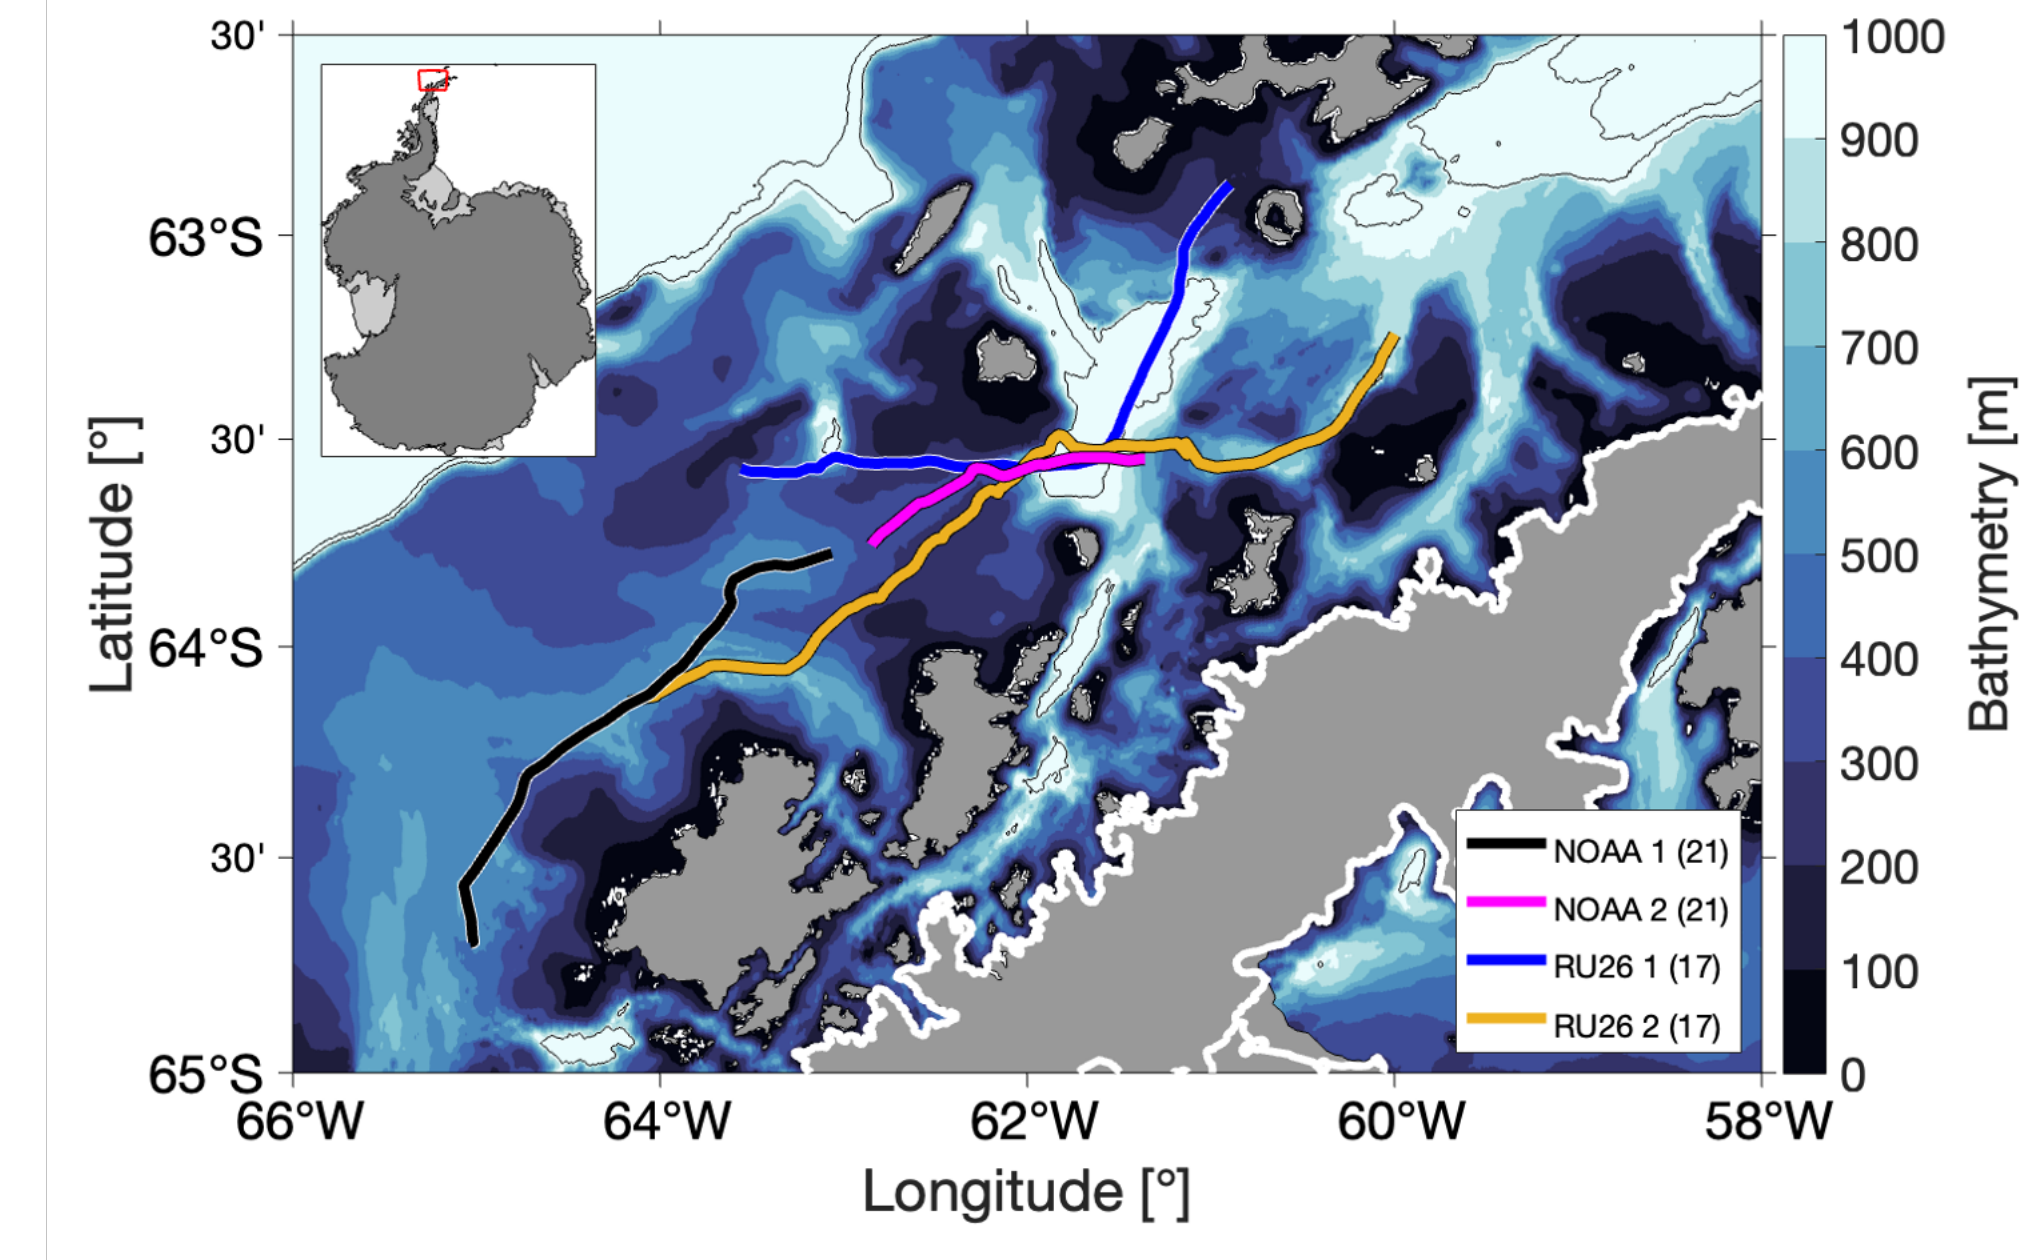 30'
63°S
30'
64°S
30'
65°S
Latitude [°]
66°W
64°W
62°W
60°W
58°W
Longitude [°]
1000
900
800
700
600
500
400
300
200
100
0
Bathymetry [m]
NOAA 1 (21)
NOAA 2 (21)
RU26 1 (17)
RU26 2 (17)